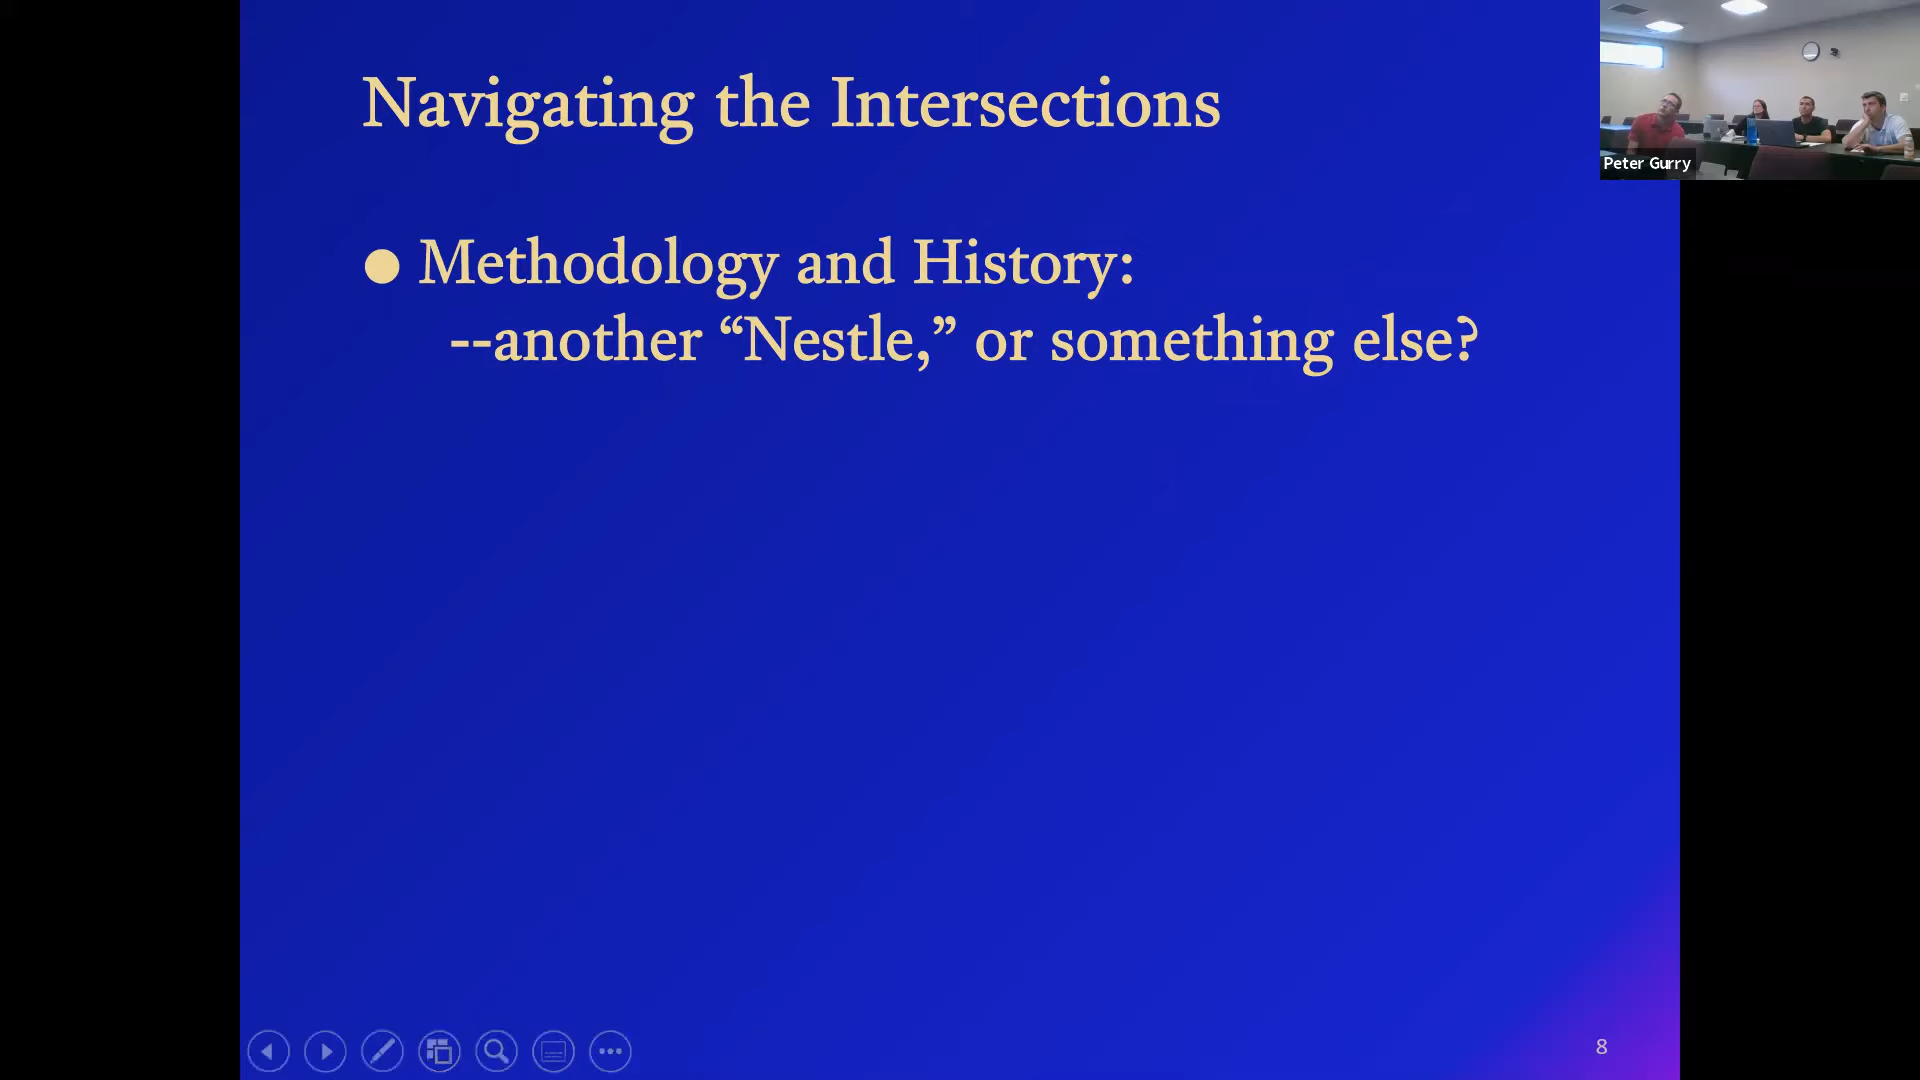 Navigating the Intersections
● Methodology and History:
--another “Nestle,” or something else?
8
Peter Gurry